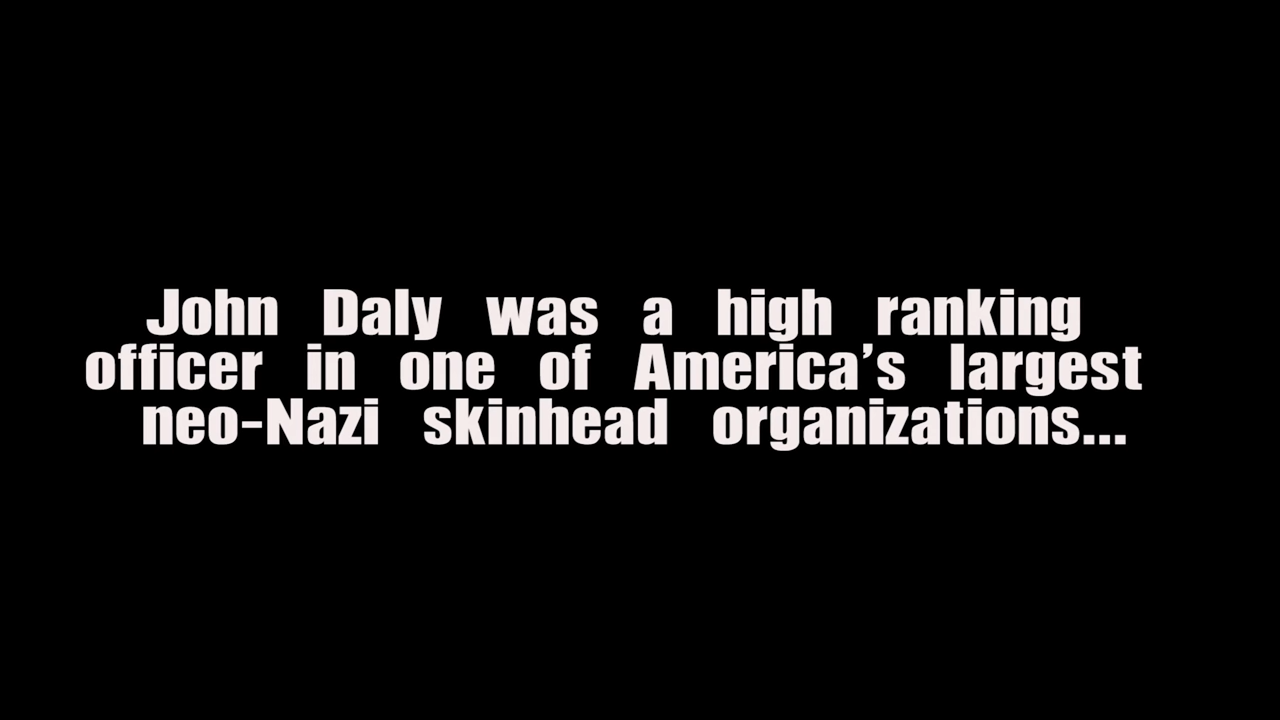 John Daly was a high ranking
officer in one of America’s largest
neo-Nazi skinhead organizations...